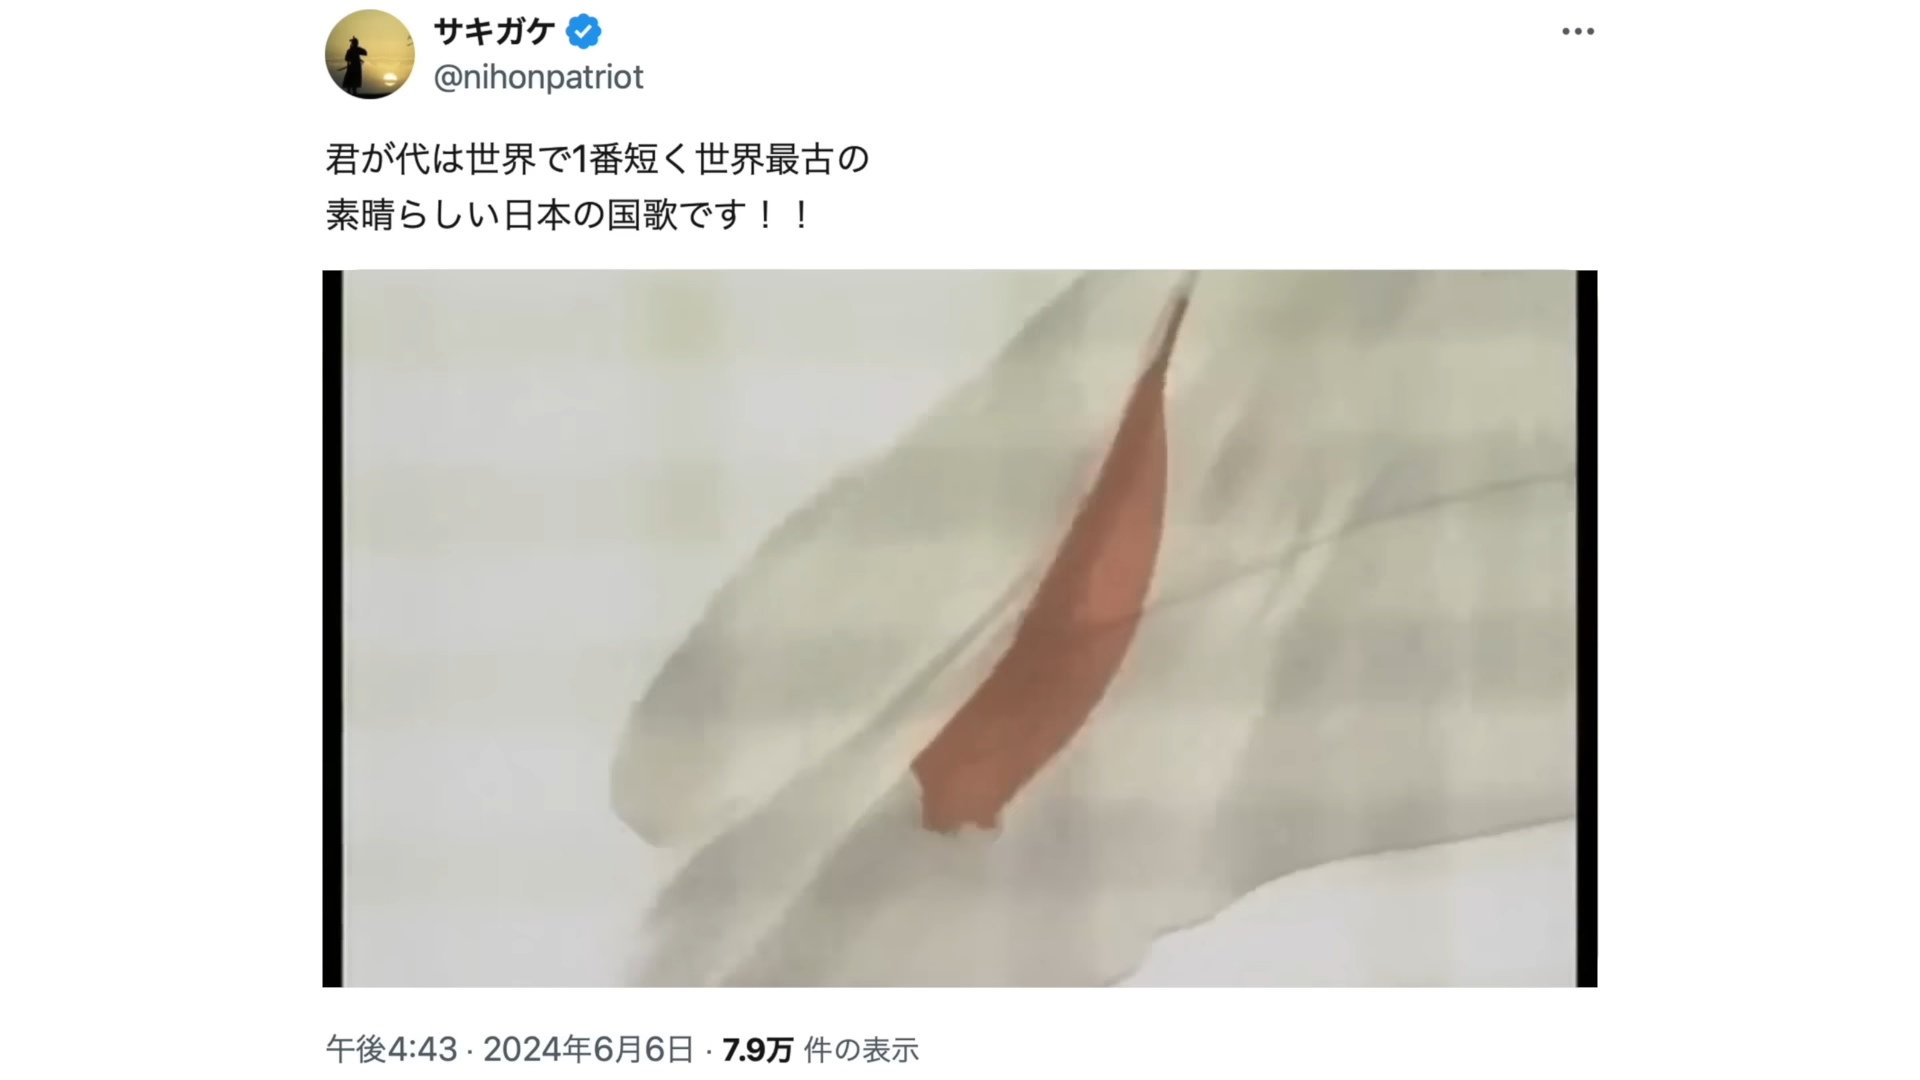 サキガケ
@nihonpatriot
君が代は世界で1番短く世界最古の
素晴らしい日本の国歌です！！
午後4:43 · 2024年6月6日 · 7.9万 件の表示